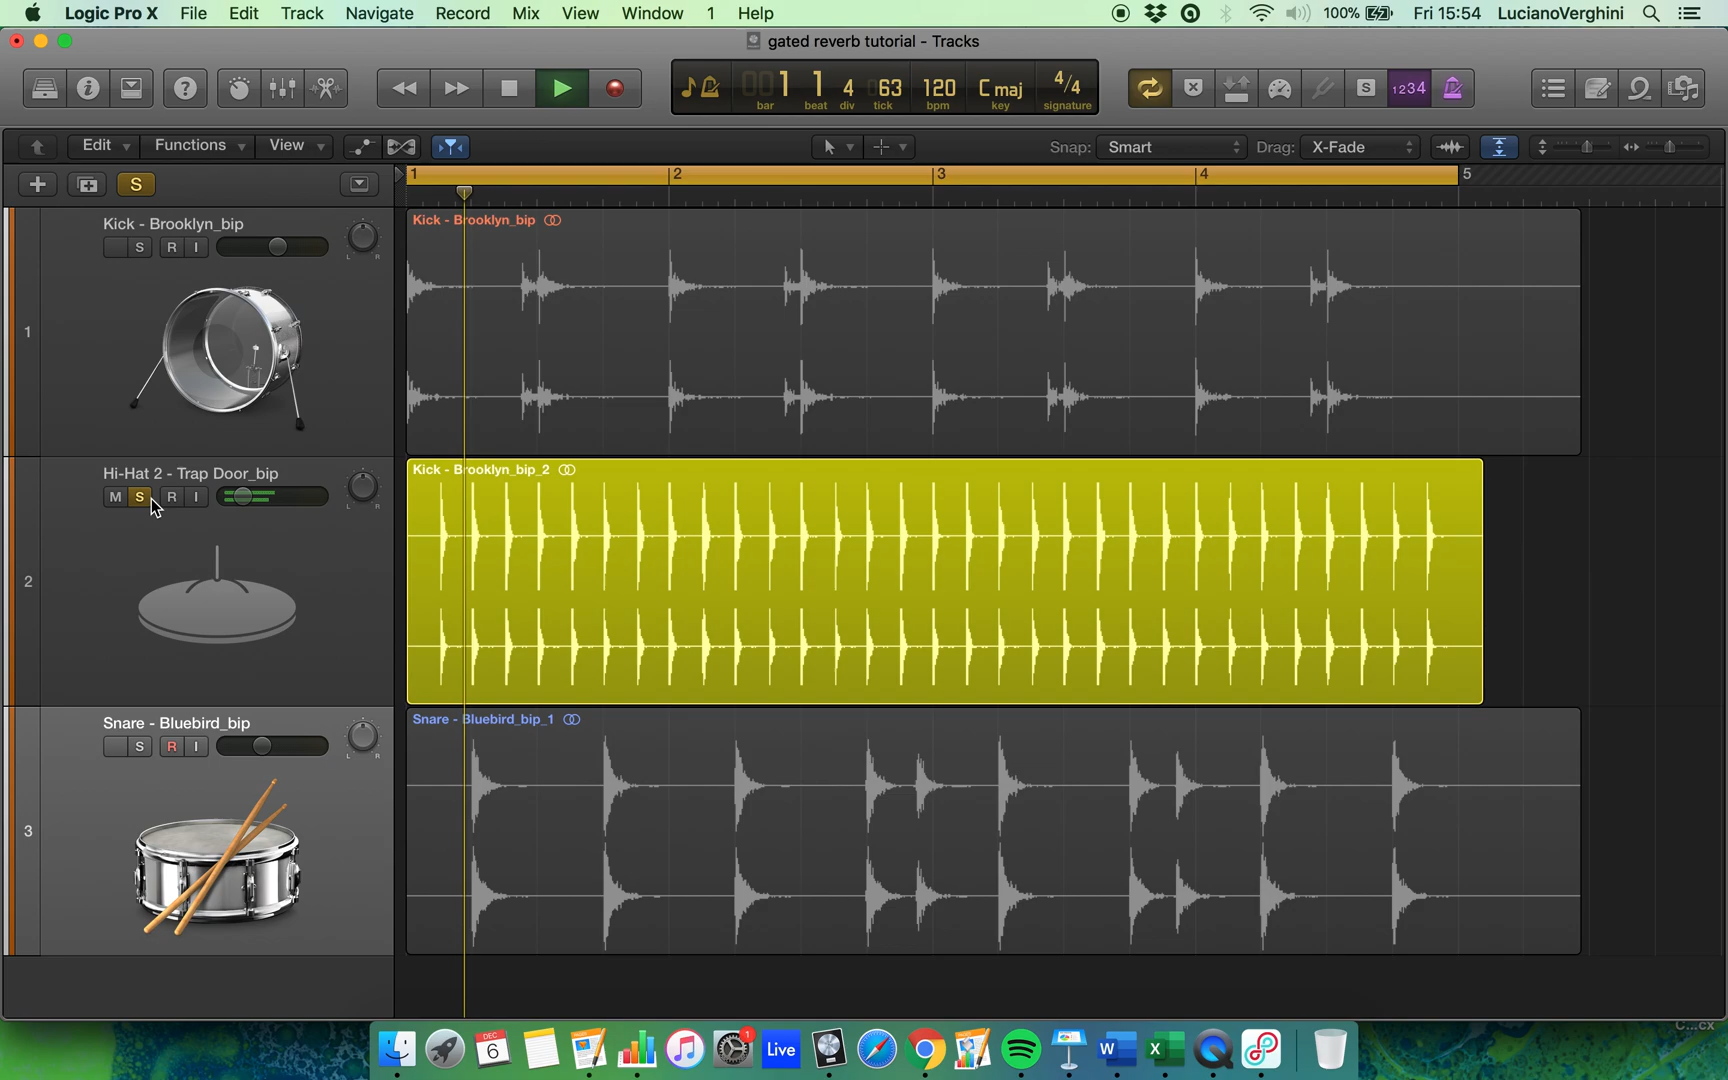 Logic Pro X File Edit Track Navigate Record Mix View Window 1 Help 100% Fri 15:54 LucianoVerghini
gated reverb tutorial - Tracks
1 1 4 63 120 C maj 4/4
bar beat div tick bpm key signature
S 1234
Edit Functions View Snap: Smart Drag: X-Fade
S 1 2 3 4 5
Kick - Brooklyn_bip Kick - Brooklyn_bip
S R I L R
1
Hi-Hat 2 - Trap Door_bip Kick - Brooklyn_bip_2
M S R I L R
2
Snare - Bluebird_bip Snare - Bluebird_bip_1
S R I L R
3
C...cx
DEC 6 1 Live W X